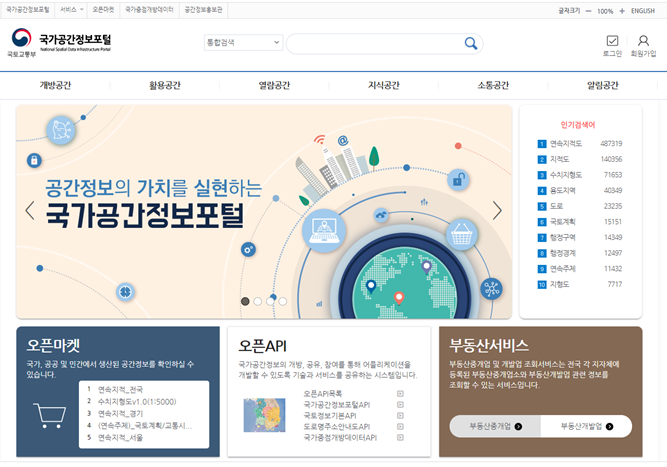 국가공간정보포털 서비스 오픈마켓 국가중점개방데이터 공간정보홍보관 글자크기 — 100% + ENGLISH
국토교통부
국가공간정보포털
National Spatial Data Infrastructure Portal
통합검색
로그인 회원가입
개방공간 활용공간 열람공간 지식공간 소통공간 알림공간
공간정보의 가치를 실현하는
국가공간정보포털
인기검색어
1 연속지적도 487319
2 지적도 140356
3 수치지형도 71653
4 용도지역 40349
5 도로 23235
6 국토계획 15151
7 행정구역 14349
8 행정경계 12497
9 연속주제 11432
10 지형도 7717
오픈마켓
국가, 공공 및 민간에서 생산된 공간정보를 확인하실 수
있습니다.
1 연속지적_전국
2 수치지형도v1.0(1:5000)
3 연속지적_경기
4 (연속주제)_국토계획/교통시...
5 연속지적_서울
오픈API
국가공간정보의 개방, 공유, 참여를 통해 어플리케이션을
개발할 수 있도록 기술과 서비스를 공유하는 시스템입니다.
오픈API목록
국가공간정보포털API
국토정보기본API
도로명주소안내도API
국가중점개방데이터API
부동산서비스
부동산중개업 및 개발업 조회서비스는 전국 각 지자체에
등록된 부동산중개업소와 부동산개발업 관련 정보를
조회할 수 있는 서비스입니다.
부동산중개업 부동산개발업